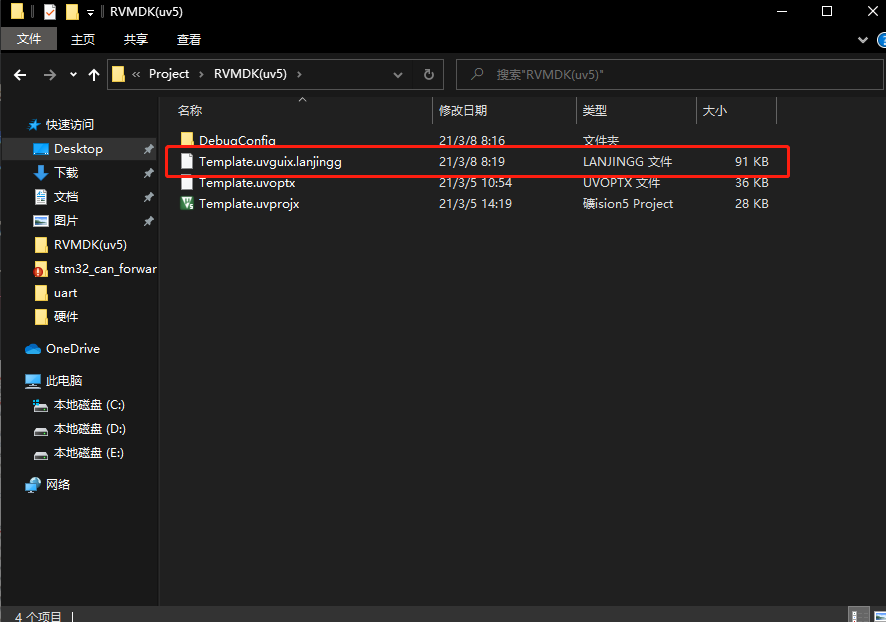 RVMDK(uv5)
文件 主页 共享 查看
« Project › RVMDK(uv5) › 搜索"RVMDK(uv5)"
名称 修改日期 类型 大小
快速访问
Desktop
下载
文档
图片
RVMDK(uv5)
stm32_can_forwar
uart
硬件
OneDrive
此电脑
本地磁盘 (C:)
本地磁盘 (D:)
本地磁盘 (E:)
网络
DebugConfig 21/3/8 8:16 文件夹
Template.uvguix.lanjingg 21/3/8 8:19 LANJINGG 文件 91 KB
Template.uvoptx 21/3/5 10:54 UVOPTX 文件 36 KB
Template.uvprojx 21/3/5 14:19 礦ision5 Project 28 KB
4 个项目